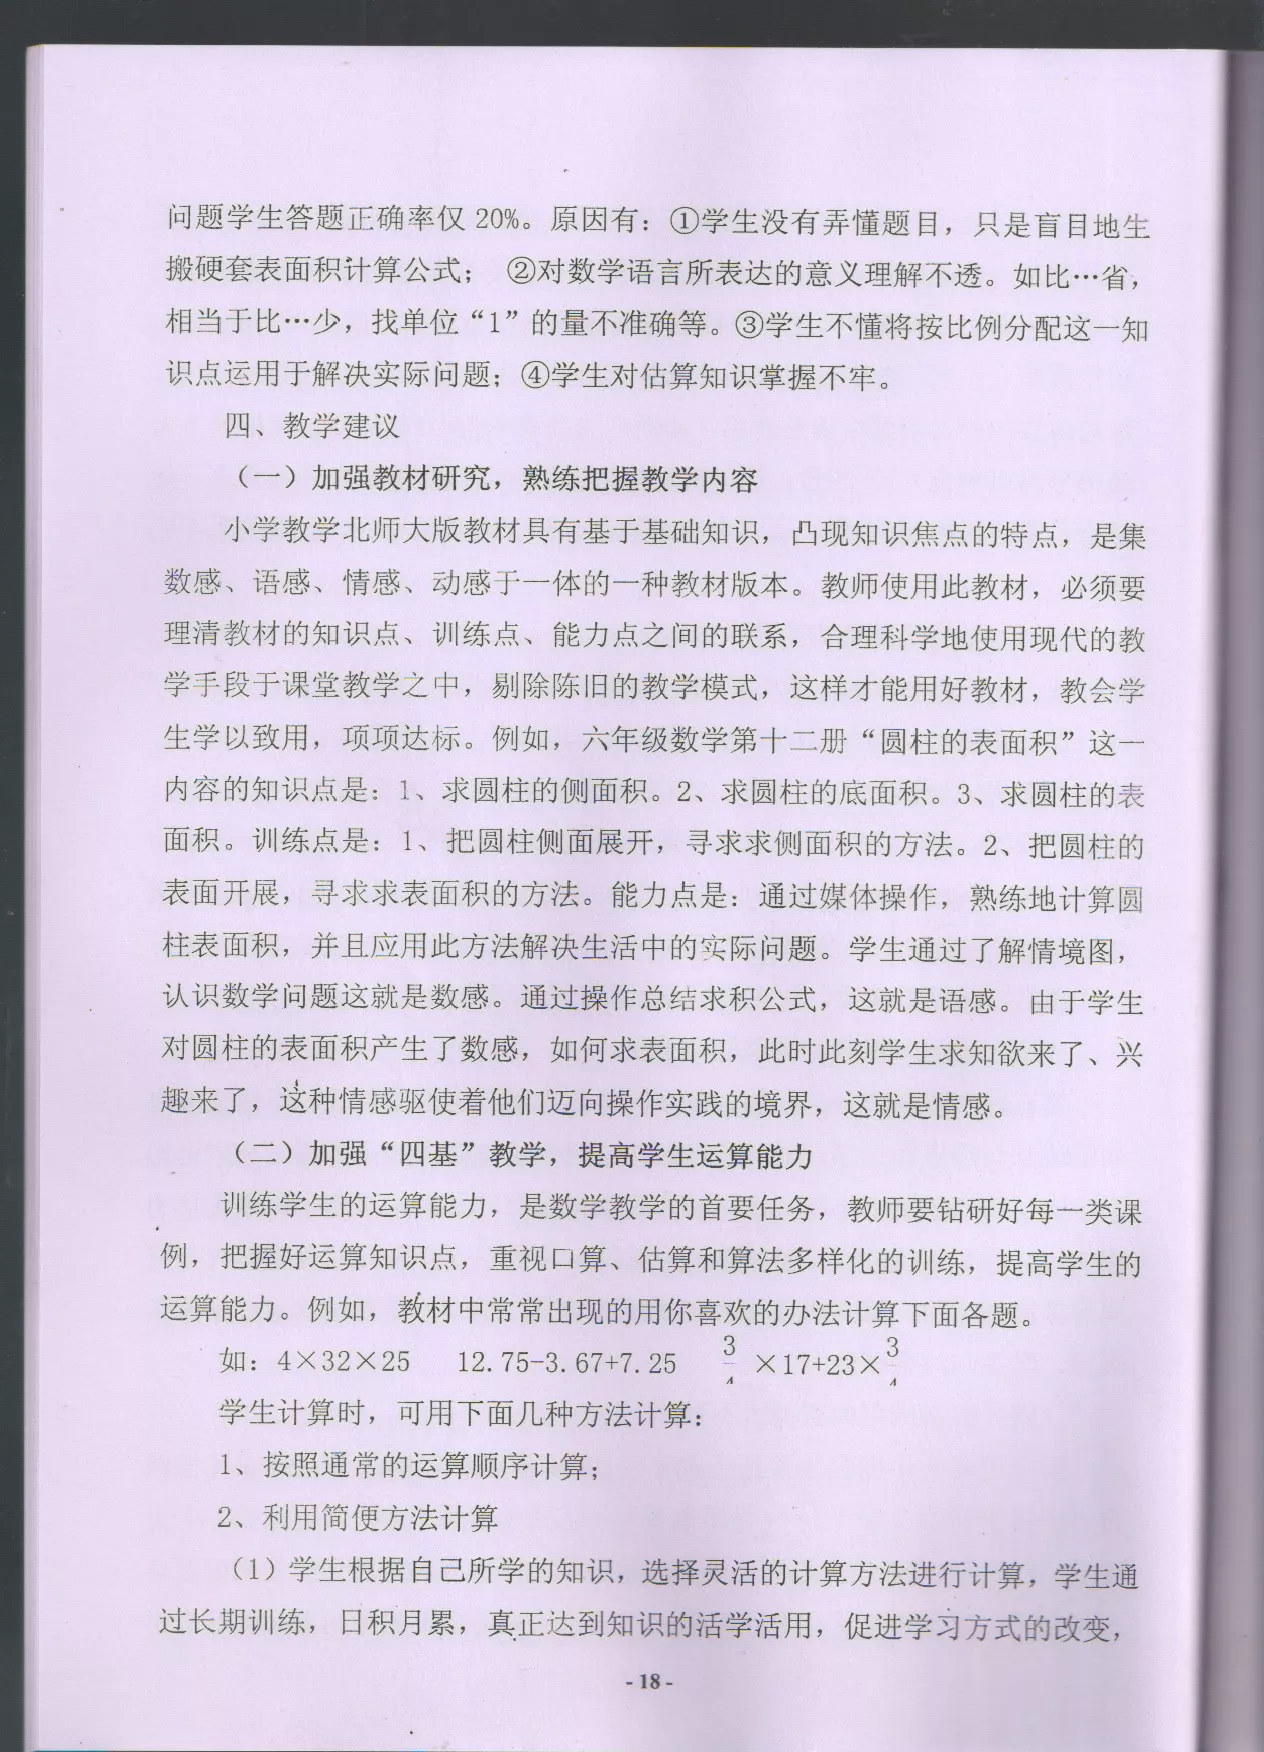 问题学生答题正确率仅 20%。原因有：①学生没有弄懂题目，只是盲目地生
搬硬套表面积计算公式； ②对数学语言所表达的意义理解不透。如比…省，
相当于比…少，找单位“1”的量不准确等。③学生不懂将按比例分配这一知
识点运用于解决实际问题；④学生对估算知识掌握不牢。
四、教学建议
（一）加强教材研究，熟练把握教学内容
小学教学北师大版教材具有基于基础知识，凸现知识焦点的特点，是集
数感、语感、情感、动感于一体的一种教材版本。教师使用此教材，必须要
理清教材的知识点、训练点、能力点之间的联系，合理科学地使用现代的教
学手段于课堂教学之中，剔除陈旧的教学模式，这样才能用好教材，教会学
生学以致用，项项达标。例如，六年级数学第十二册“圆柱的表面积”这一
内容的知识点是：1、求圆柱的侧面积。2、求圆柱的底面积。3、求圆柱的表
面积。训练点是：1、把圆柱侧面展开，寻求求侧面积的方法。2、把圆柱的
表面开展，寻求求表面积的方法。能力点是：通过媒体操作，熟练地计算圆
柱表面积，并且应用此方法解决生活中的实际问题。学生通过了解情境图，
认识数学问题这就是数感。通过操作总结求积公式，这就是语感。由于学生
对圆柱的表面积产生了数感，如何求表面积，此时此刻学生求知欲来了、兴
趣来了，这种情感驱使着他们迈向操作实践的境界，这就是情感。
（二）加强“四基”教学，提高学生运算能力
训练学生的运算能力，是数学教学的首要任务，教师要钻研好每一类课
例，把握好运算知识点，重视口算、估算和算法多样化的训练，提高学生的
运算能力。例如，教材中常常出现的用你喜欢的办法计算下面各题。
如：4×32×25 12.75-3.67+7.25 3/4 ×17+23×3/4
学生计算时，可用下面几种方法计算：
1、按照通常的运算顺序计算；
2、利用简便方法计算
（1）学生根据自己所学的知识，选择灵活的计算方法进行计算，学生通
过长期训练，日积月累，真正达到知识的活学活用，促进学习方式的改变，
- 18 -